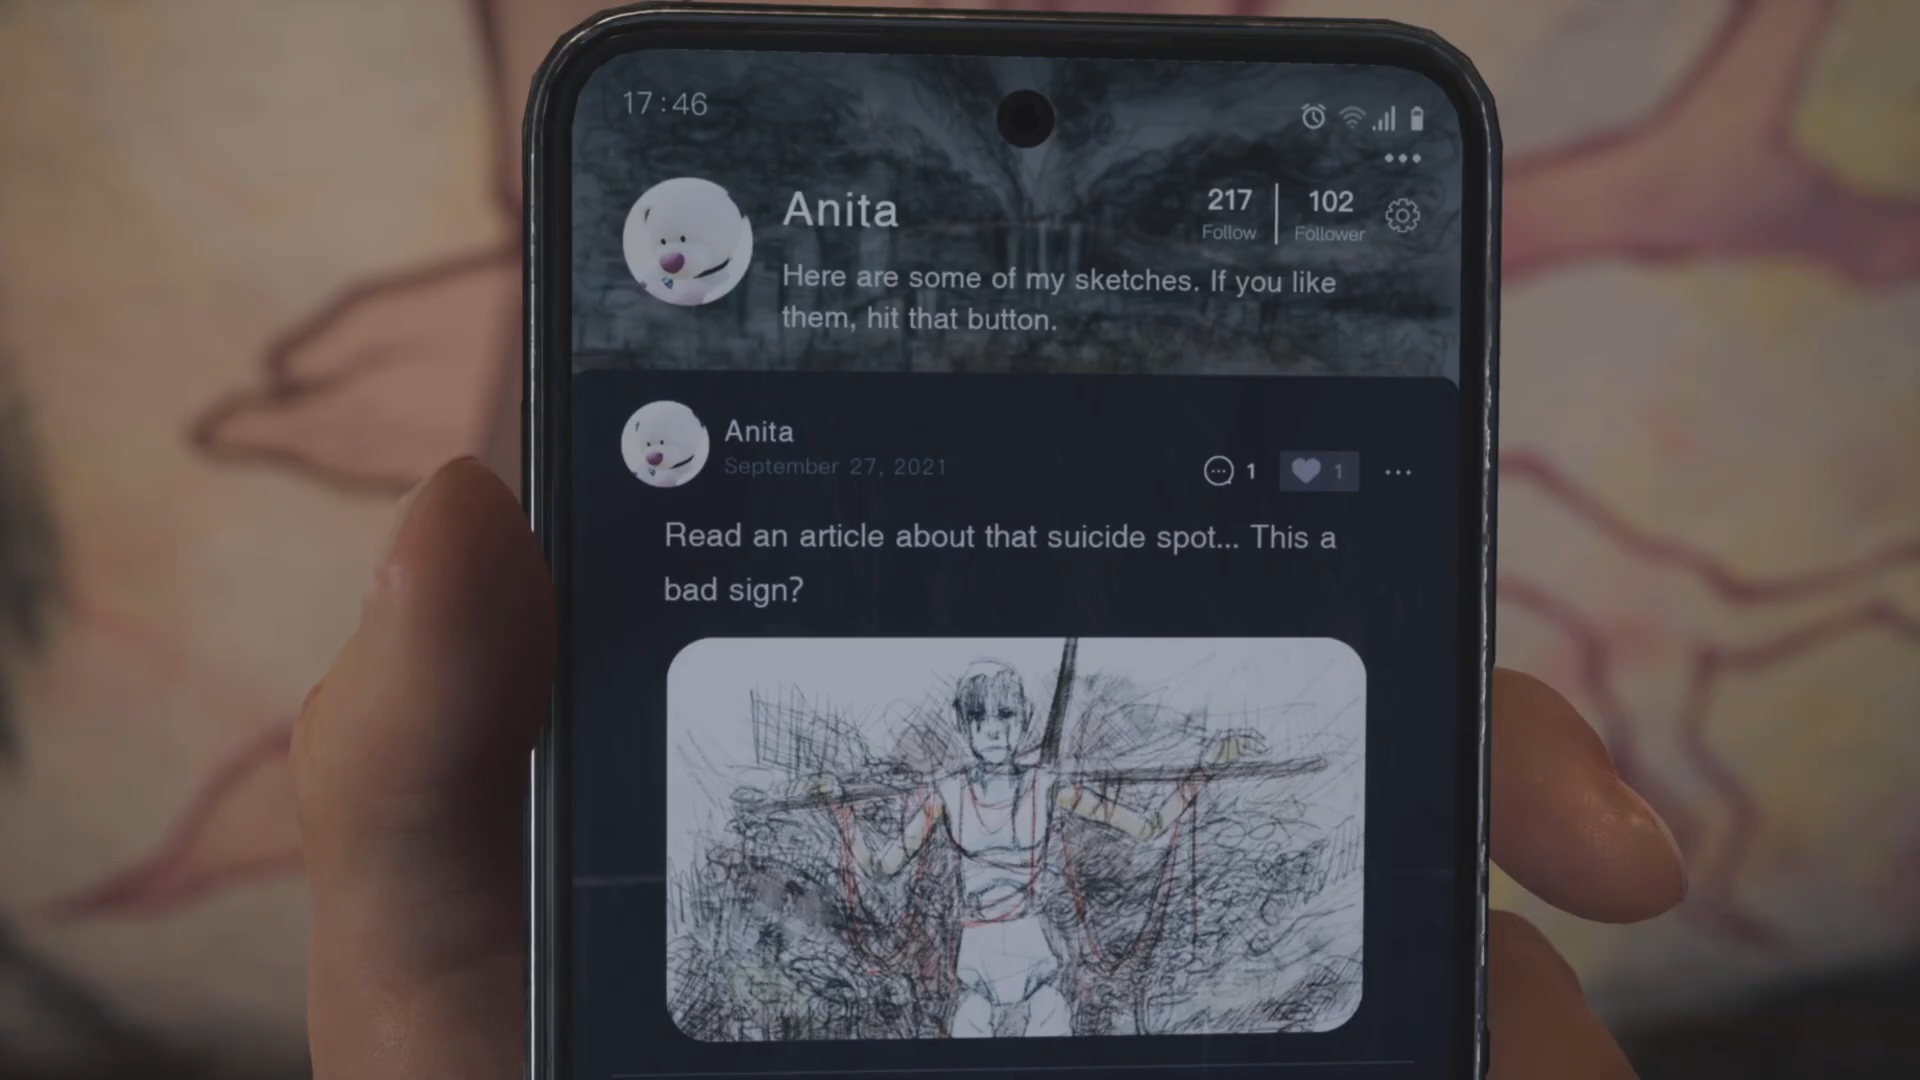 17:46
Anita
217
Follow
102
Follower
Here are some of my sketches. If you like
them, hit that button.
Anita
September 27, 2021
1
1
Read an article about that suicide spot... This a
bad sign?